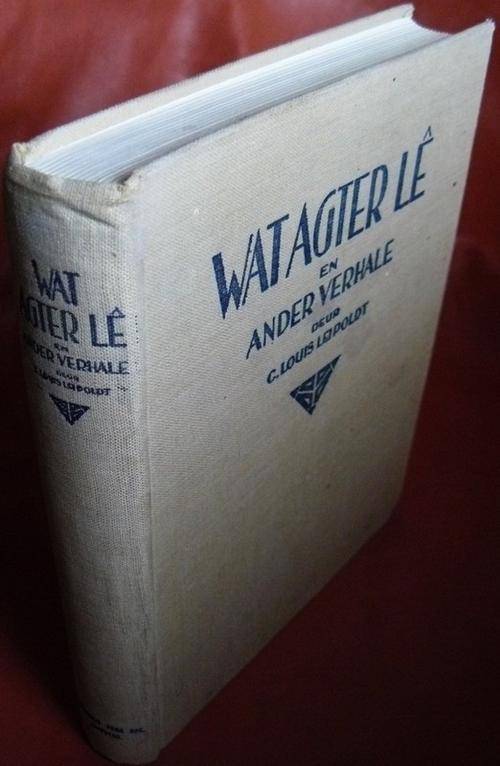 WAT
AGTER LÊ
EN
ANDER VERHALE
DEUR
C. LOUIS LEIPOLDT
WAT AGTER LÊ
EN
ANDER VERHALE
DEUR
C. LOUIS LEIPOLDT